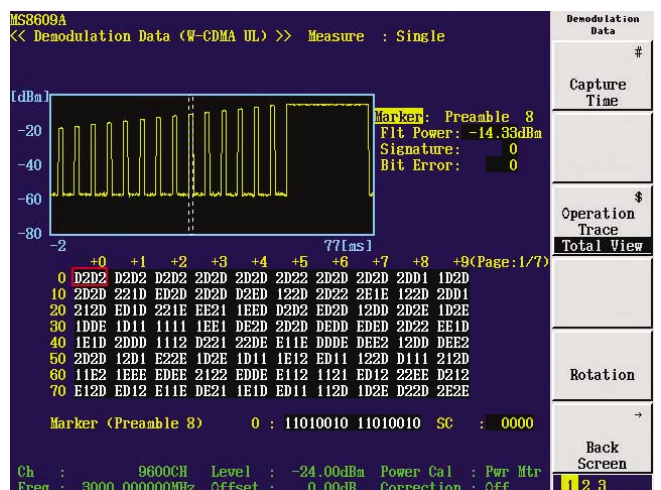 MS8609A
<< Demodulation Data (W-CDMA UL) >> Measure : Single
[dBm]
-20
-40
-60
-80
-2
77[ms]
Marker: Preamble 8
Flt Power: -14.33dBm
Signature: 0
Bit Error: 0
+0 +1 +2 +3 +4 +5 +6 +7 +8 +9(Page:1/7)
0 D2D2 D2D2 D2D2 2D2D 2D2D 2D22 2D2D 2D2D 2DD1 1D2D
10 2D2D 221D ED2D 2D2D D2ED 122D 2D22 2E1E 122D 2DD1
20 212D ED1D 221E EE21 1EED D2D2 ED2D 12DD 2D2E 1D2E
30 1DDE 1D11 1111 1EE1 DE2D 2D2D DEDD EDED 2D22 EE1D
40 1E1D 2DDD 1112 D221 22DE E11E DDDE DEE2 12DD DEE2
50 2D2D 12D1 E22E 1D2E 1D11 1E12 ED11 122D D111 212D
60 11E2 1EEE EDEE 2122 EDDE E112 1121 ED12 22EE D212
70 E12D ED12 E11E DE21 1E1D ED11 112D 1D2E D22D 2E2E
Marker (Preamble 8) 0 : 11010010 11010010 SC : 0000
Ch : 9600CH Level : -24.00dBm Power Cal : Pwr Mtr
Freq : 3000.000000MHz Offset : 0.00dB Correction : Off
Demodulation
Data
#
Capture
Time
$
Operation
Trace
Total View
Rotation
→
Back
Screen
1 2 3